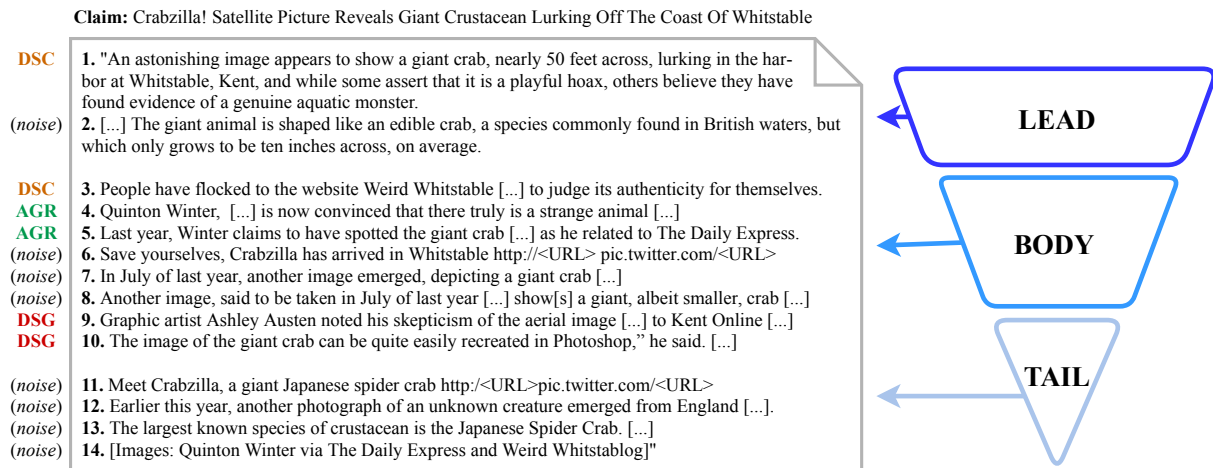 Claim: Crabzilla! Satellite Picture Reveals Giant Crustacean Lurking Off The Coast Of Whitstable
DSC 1. "An astonishing image appears to show a giant crab, nearly 50 feet across, lurking in the har-
bor at Whitstable, Kent, and while some assert that it is a playful hoax, others believe they have
found evidence of a genuine aquatic monster.
(noise) 2. [...] The giant animal is shaped like an edible crab, a species commonly found in British waters, but
which only grows to be ten inches across, on average.
LEAD
DSC 3. People have flocked to the website Weird Whitstable [...] to judge its authenticity for themselves.
AGR 4. Quinton Winter, [...] is now convinced that there truly is a strange animal [...]
AGR 5. Last year, Winter claims to have spotted the giant crab [...] as he related to The Daily Express.
(noise) 6. Save yourselves, Crabzilla has arrived in Whitstable http://<URL> pic.twitter.com/<URL>
(noise) 7. In July of last year, another image emerged, depicting a giant crab [...]
(noise) 8. Another image, said to be taken in July of last year [...] show[s] a giant, albeit smaller, crab [...]
DSG 9. Graphic artist Ashley Austen noted his skepticism of the aerial image [...] to Kent Online [...]
DSG 10. The image of the giant crab can be quite easily recreated in Photoshop,” he said. [...]
BODY
(noise) 11. Meet Crabzilla, a giant Japanese spider crab http:/<URL>pic.twitter.com/<URL>
(noise) 12. Earlier this year, another photograph of an unknown creature emerged from England [...].
(noise) 13. The largest known species of crustacean is the Japanese Spider Crab. [...]
(noise) 14. [Images: Quinton Winter via The Daily Express and Weird Whitstablog]"
TAIL